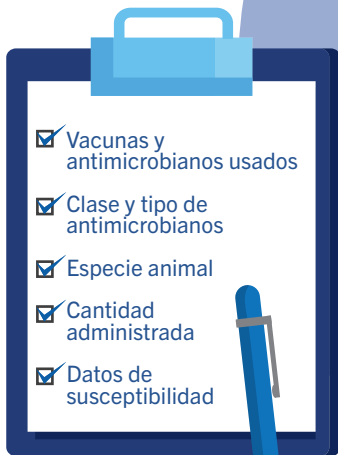 Vacunas y
antimicrobianos usados
Clase y tipo de
antimicrobianos
Especie animal
Cantidad
administrada
Datos de
susceptibilidad